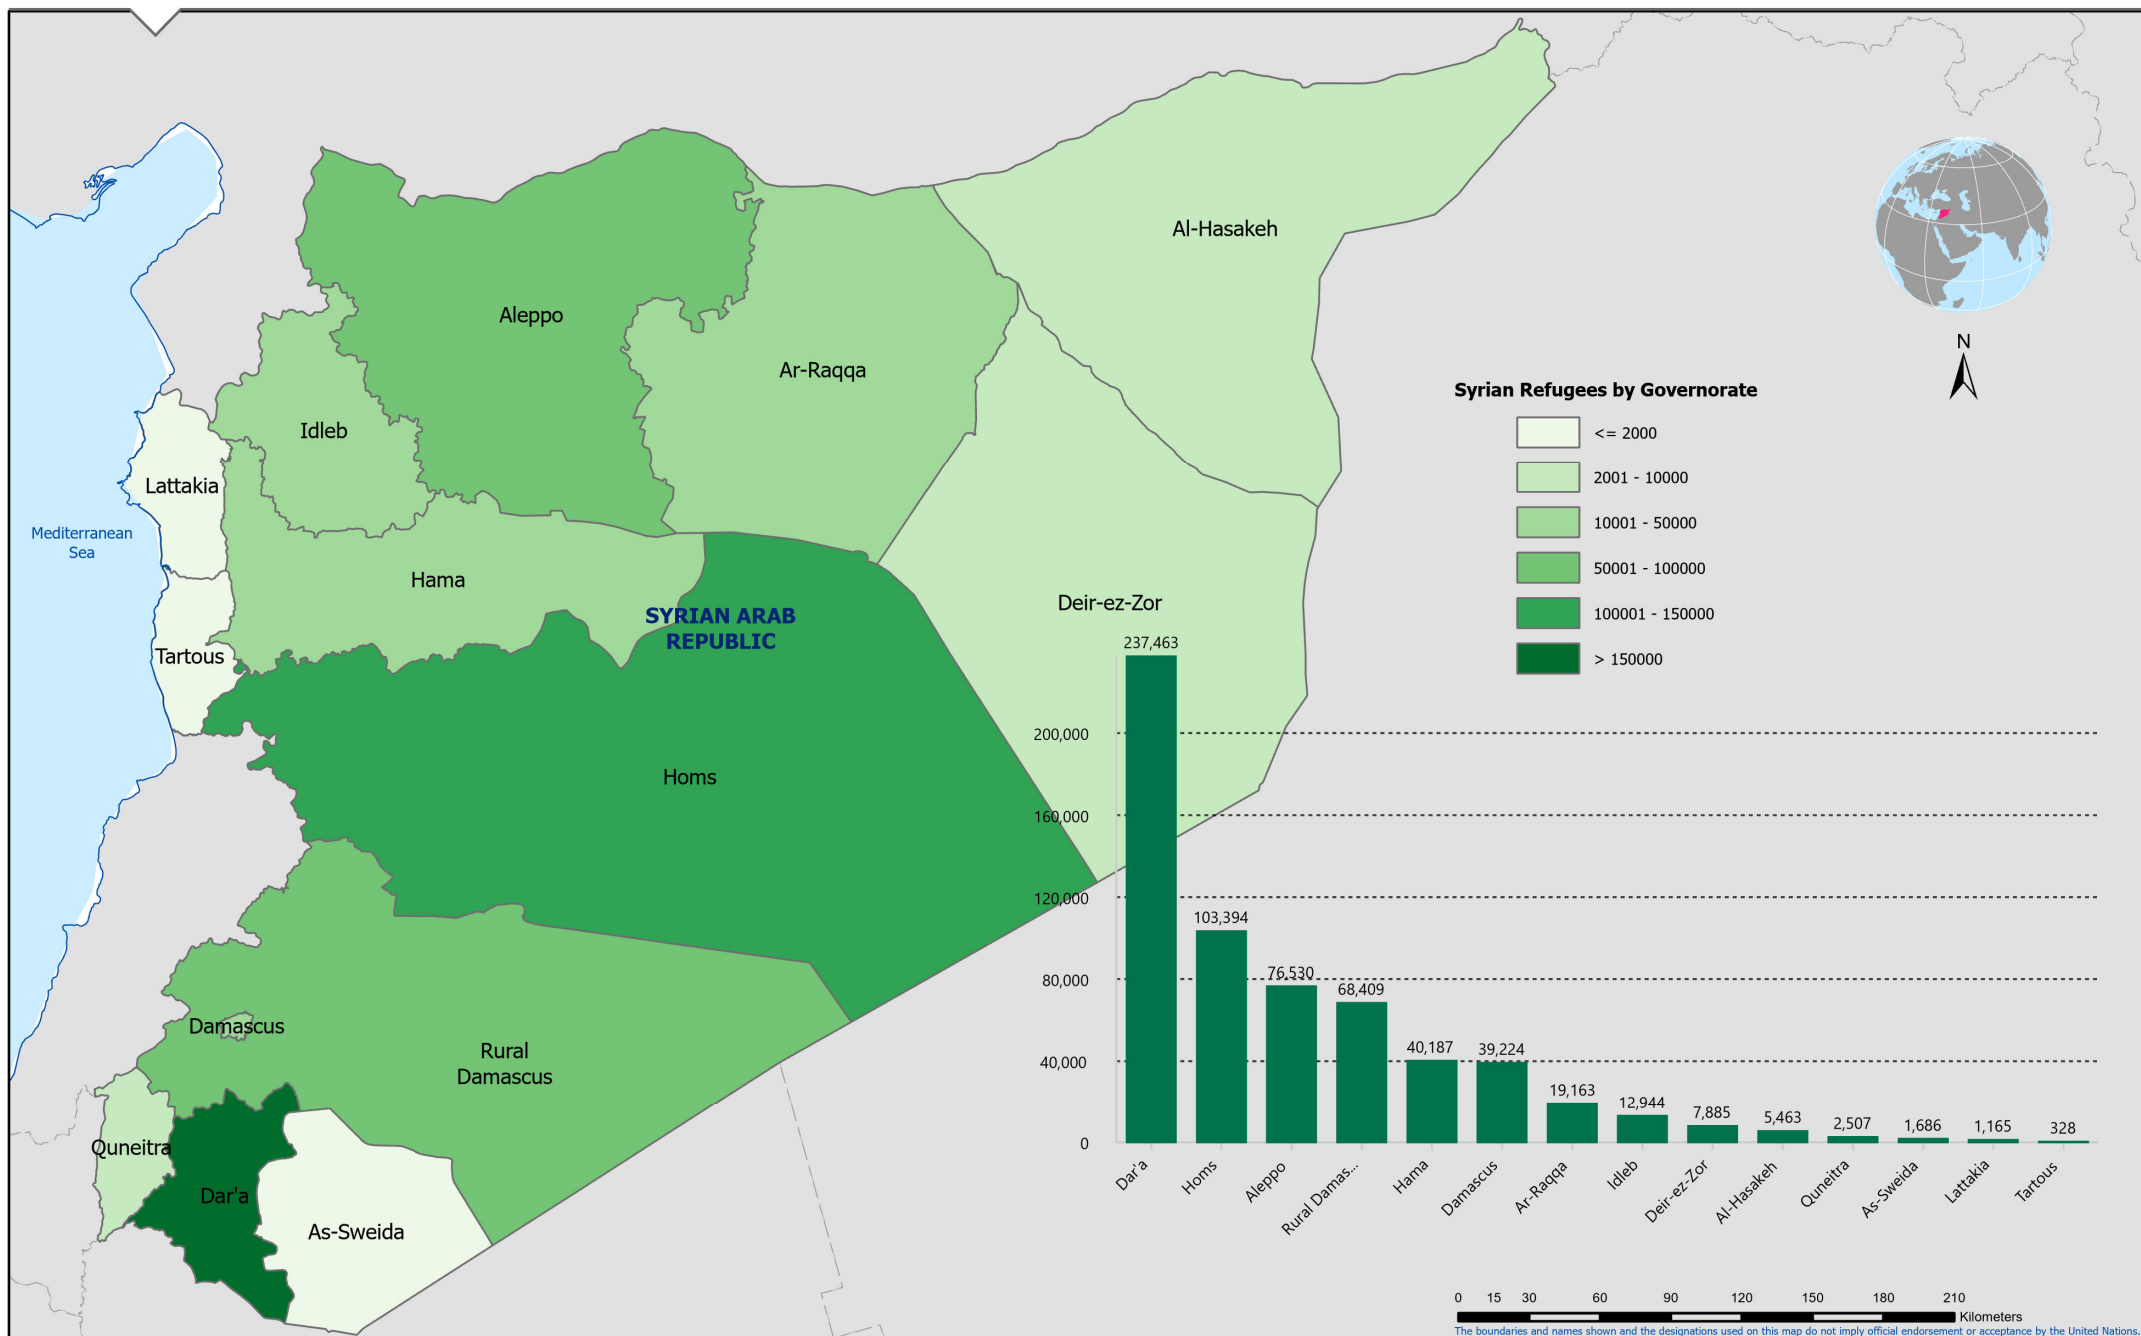 Al-Hasakeh
Aleppo
Ar-Raqqa
Idleb
Lattakia
Mediterranean
Sea
Hama
Deir-ez-Zor
SYRIAN ARAB
REPUBLIC
Tartous
Homs
Damascus
Rural
Damascus
Quneitra
Dar'a
As-Sweida
N
Syrian Refugees by Governorate
<= 2000
2001 - 10000
10001 - 50000
50001 - 100000
100001 - 150000
> 150000
237,463
200,000
160,000
120,000
103,394
80,000
76,530
68,409
40,000
40,187
39,224
19,163
12,944
7,885
5,463
2,507
1,686
1,165
328
0
Dar'a
Homs
Aleppo
Rural Damas...
Hama
Damascus
Ar-Raqqa
Idleb
Deir-ez-Zor
Al-Hasakeh
Quneitra
As-Sweida
Lattakia
Tartous
0 15 30 60 90 120 150 180 210
Kilometers
The boundaries and names shown and the designations used on this map do not imply official endorsement or acceptance by the United Nations.